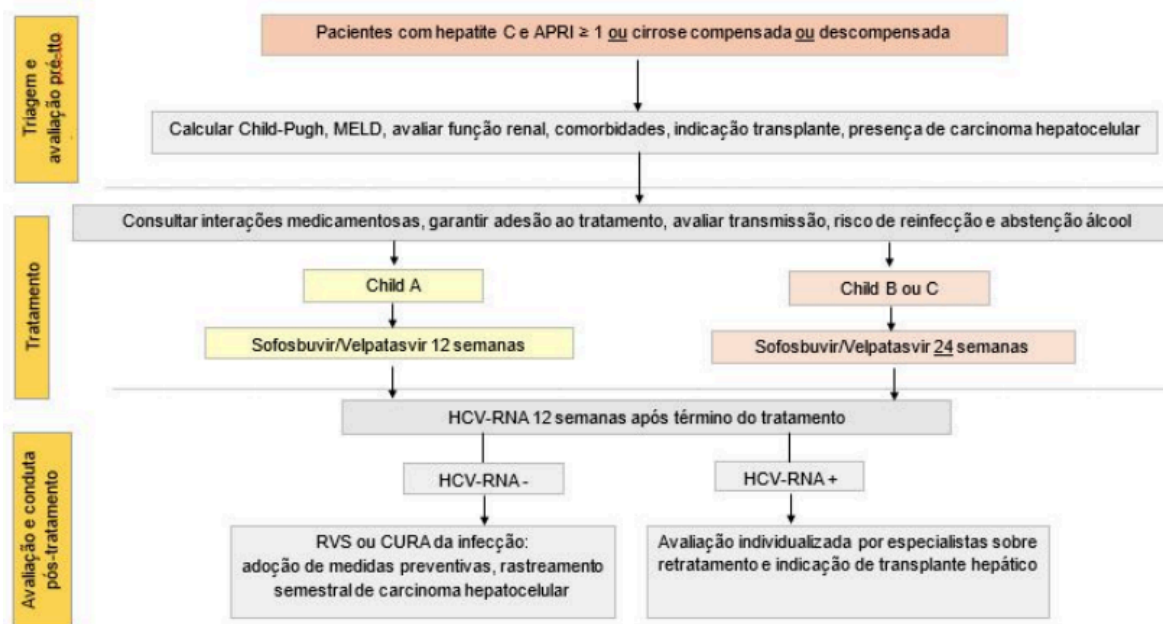 Triagem e
avaliação pré-tto
Pacientes com hepatite C e APRI ≥ 1 ou cirrose compensada ou descompensada
Calcular Child-Pugh, MELD, avaliar função renal, comorbidades, indicação transplante, presença de carcinoma hepatocelular
Tratamento
Consultar interações medicamentosas, garantir adesão ao tratamento, avaliar transmissão, risco de reinfecção e abstenção álcool
Child A
Child B ou C
Sofosbuvir/Velpatasvir 12 semanas
Sofosbuvir/Velpatasvir 24 semanas
Avaliação e conduta
pós-tratamento
HCV-RNA 12 semanas após término do tratamento
HCV-RNA -
HCV-RNA +
RVS ou CURA da infecção:
adoção de medidas preventivas, rastreamento
semestral de carcinoma hepatocelular
Avaliação individualizada por especialistas sobre
retratamento e indicação de transplante hepático